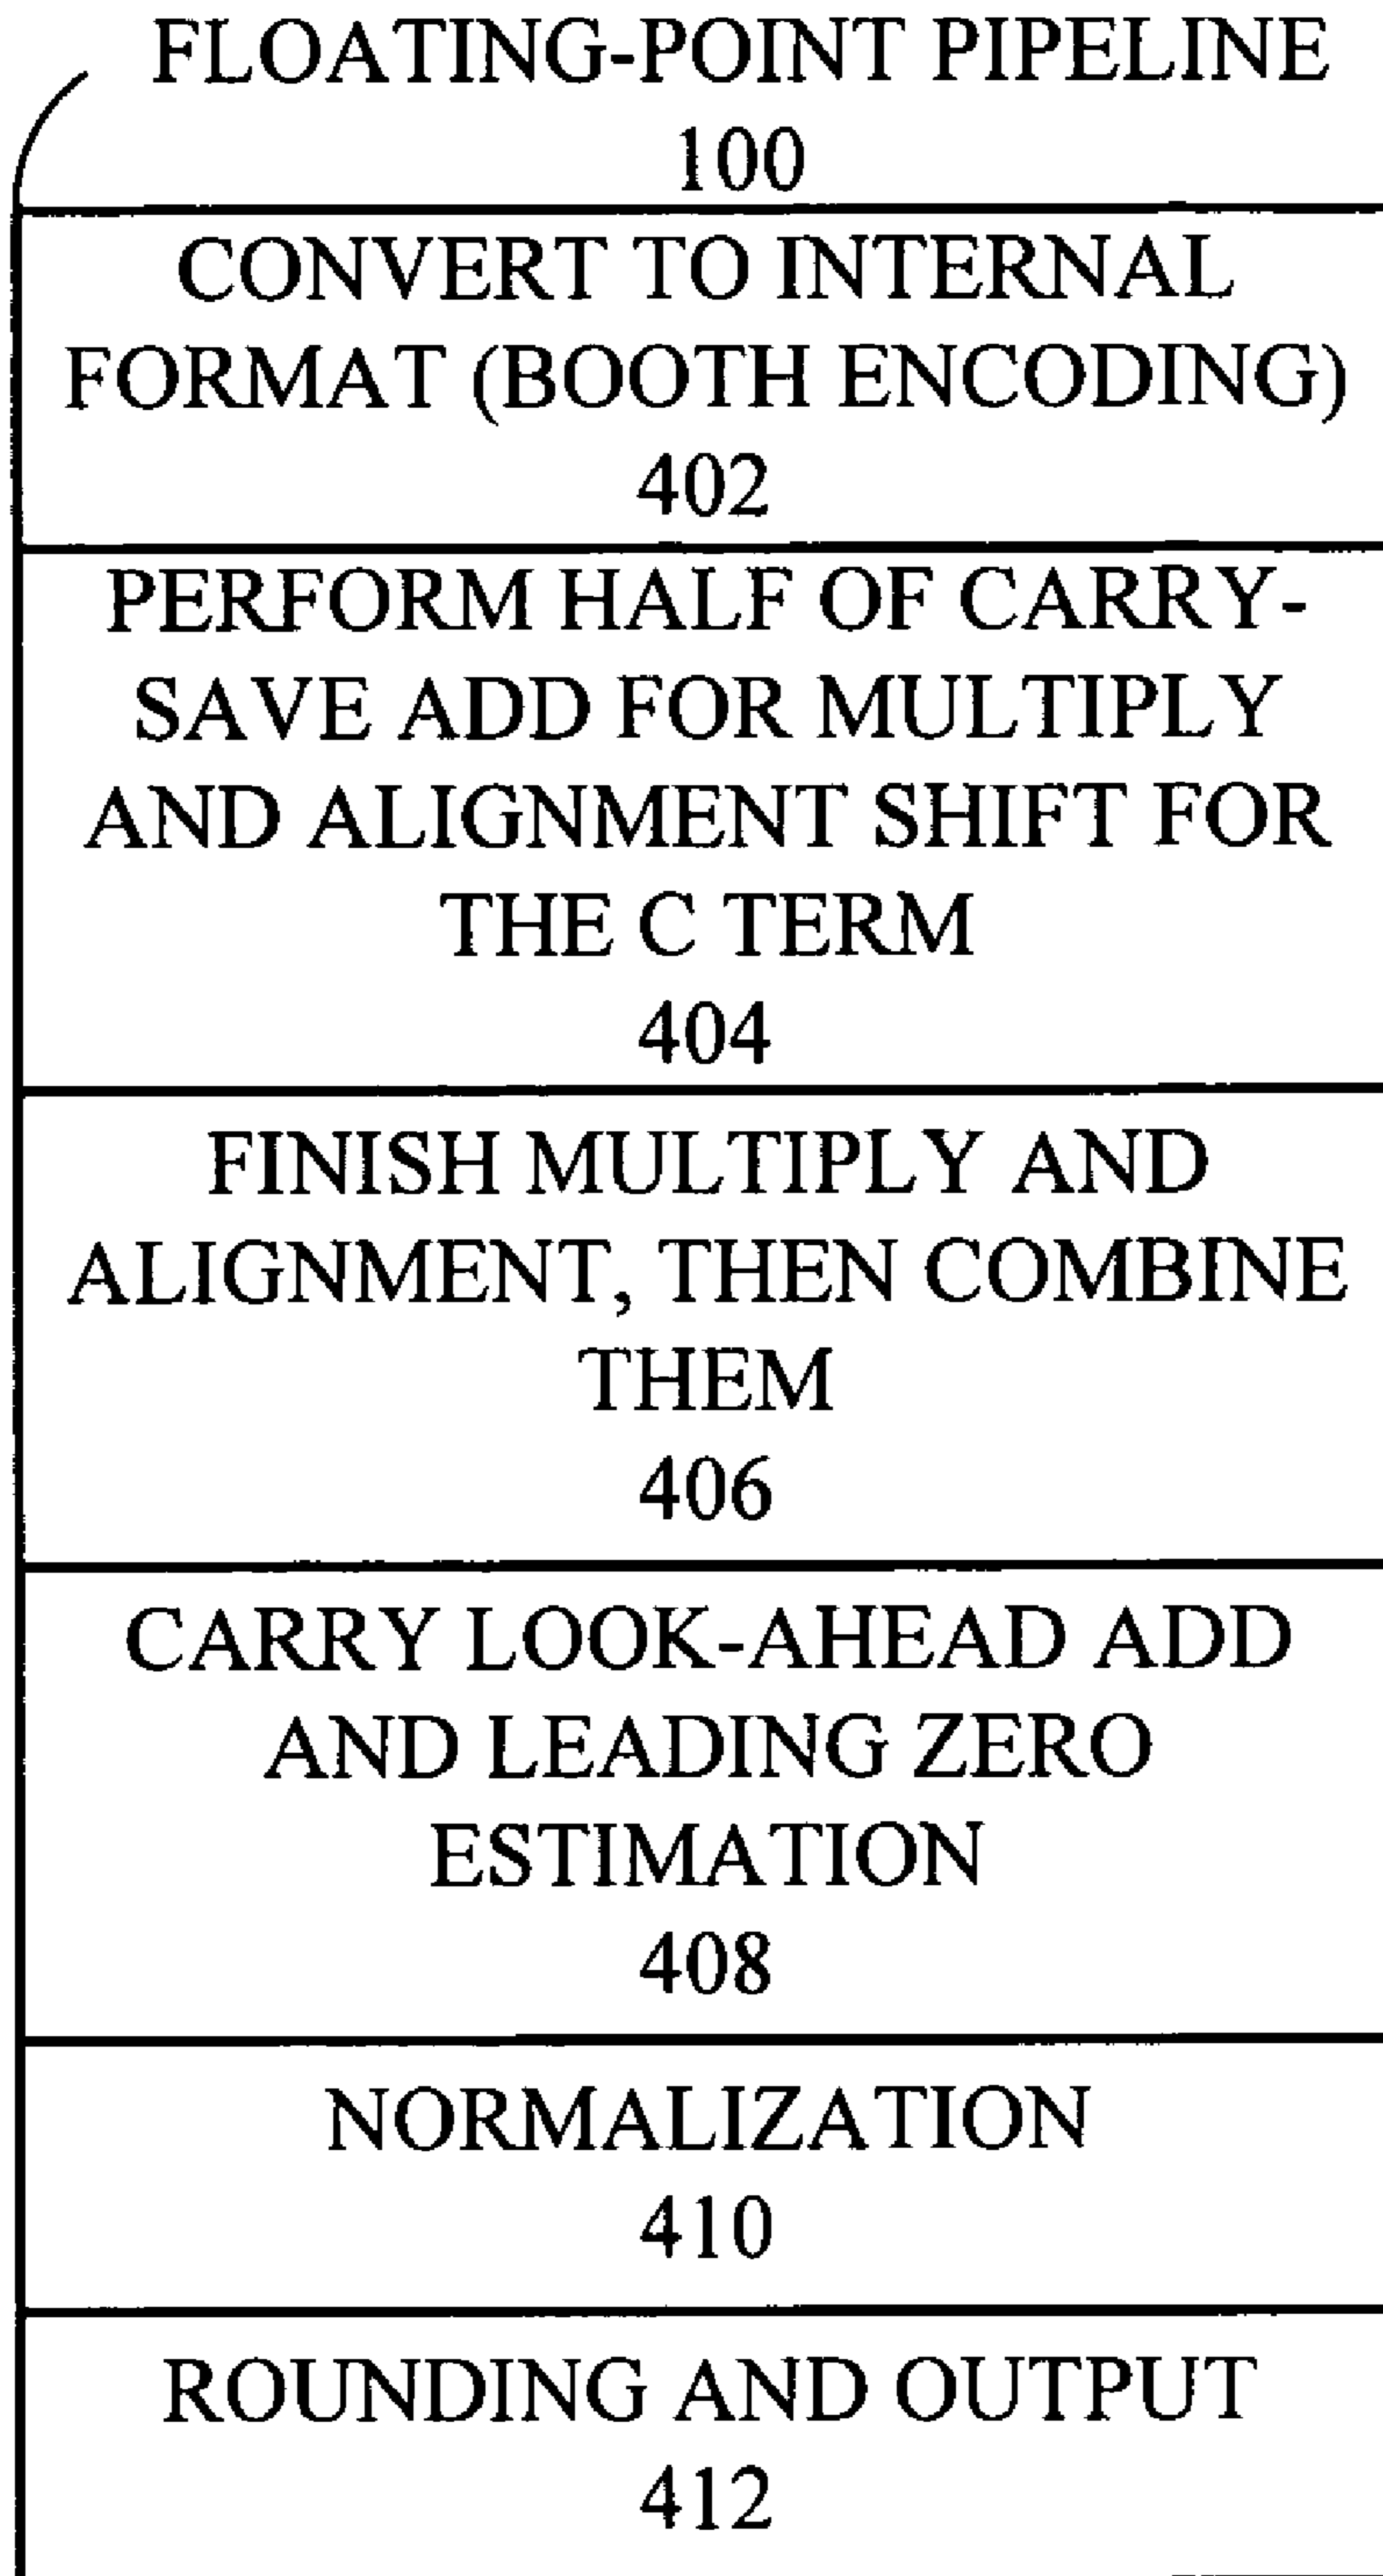 FLOATING-POINT PIPELINE
100
CONVERT TO INTERNAL
FORMAT (BOOTH ENCODING)
402
PERFORM HALF OF CARRY-
SAVE ADD FOR MULTIPLY
AND ALIGNMENT SHIFT FOR
THE C TERM
404
FINISH MULTIPLY AND
ALIGNMENT, THEN COMBINE
THEM
406
CARRY LOOK-AHEAD ADD
AND LEADING ZERO
ESTIMATION
408
NORMALIZATION
410
ROUNDING AND OUTPUT
412